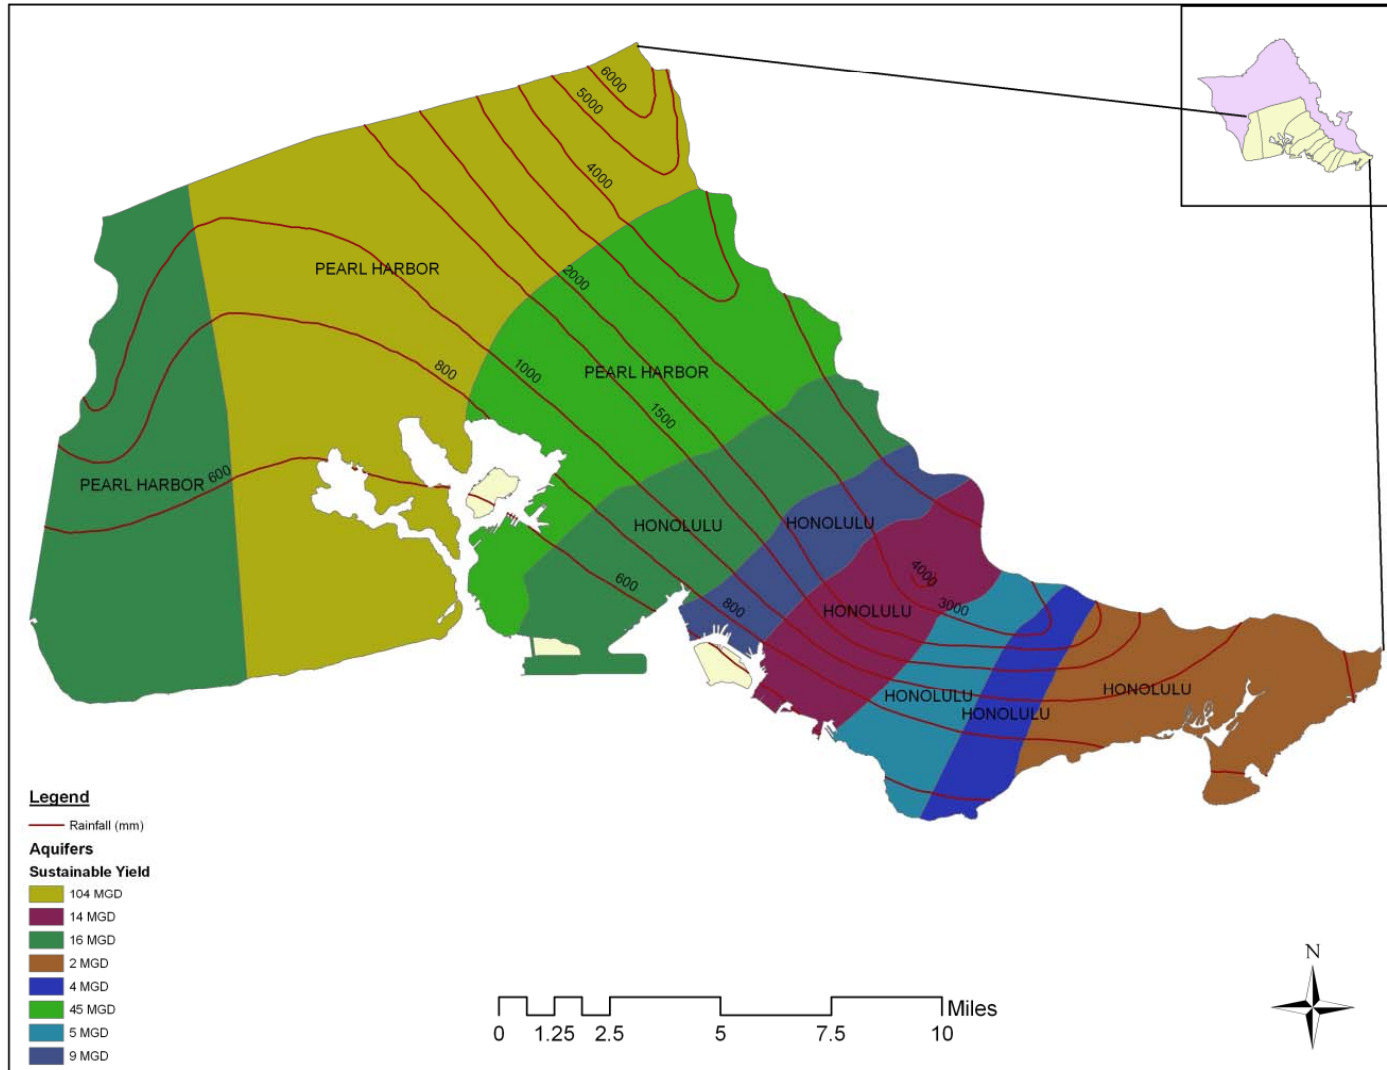 6000
5000
4000
PEARL HARBOR
2000
800
1000
PEARL HARBOR
1500
600
PEARL HARBOR
HONOLULU
HONOLULU
600
800
4000
3000
HONOLULU
HONOLULU
HONOLULU
HONOLULU
Legend
Rainfall (mm)
Aquifers
Sustainable Yield
104 MGD
14 MGD
16 MGD
2 MGD
4 MGD
45 MGD
5 MGD
9 MGD
N
Miles
0 1.25 2.5 5 7.5 10